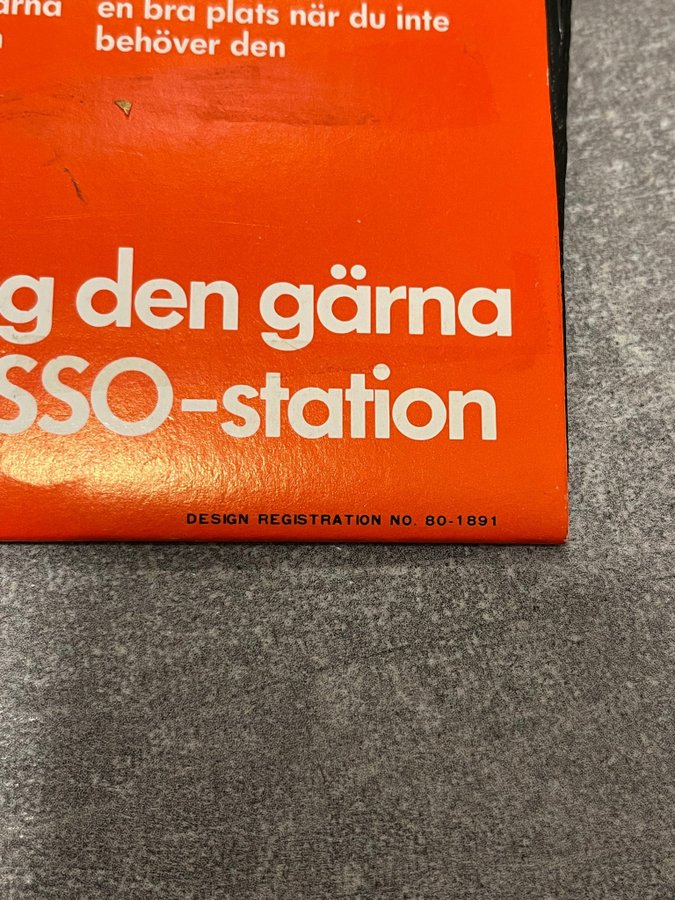 en bra plats när du inte
behöver den
g den gärna
SSO-station
DESIGN REGISTRATION NO. 80-1891